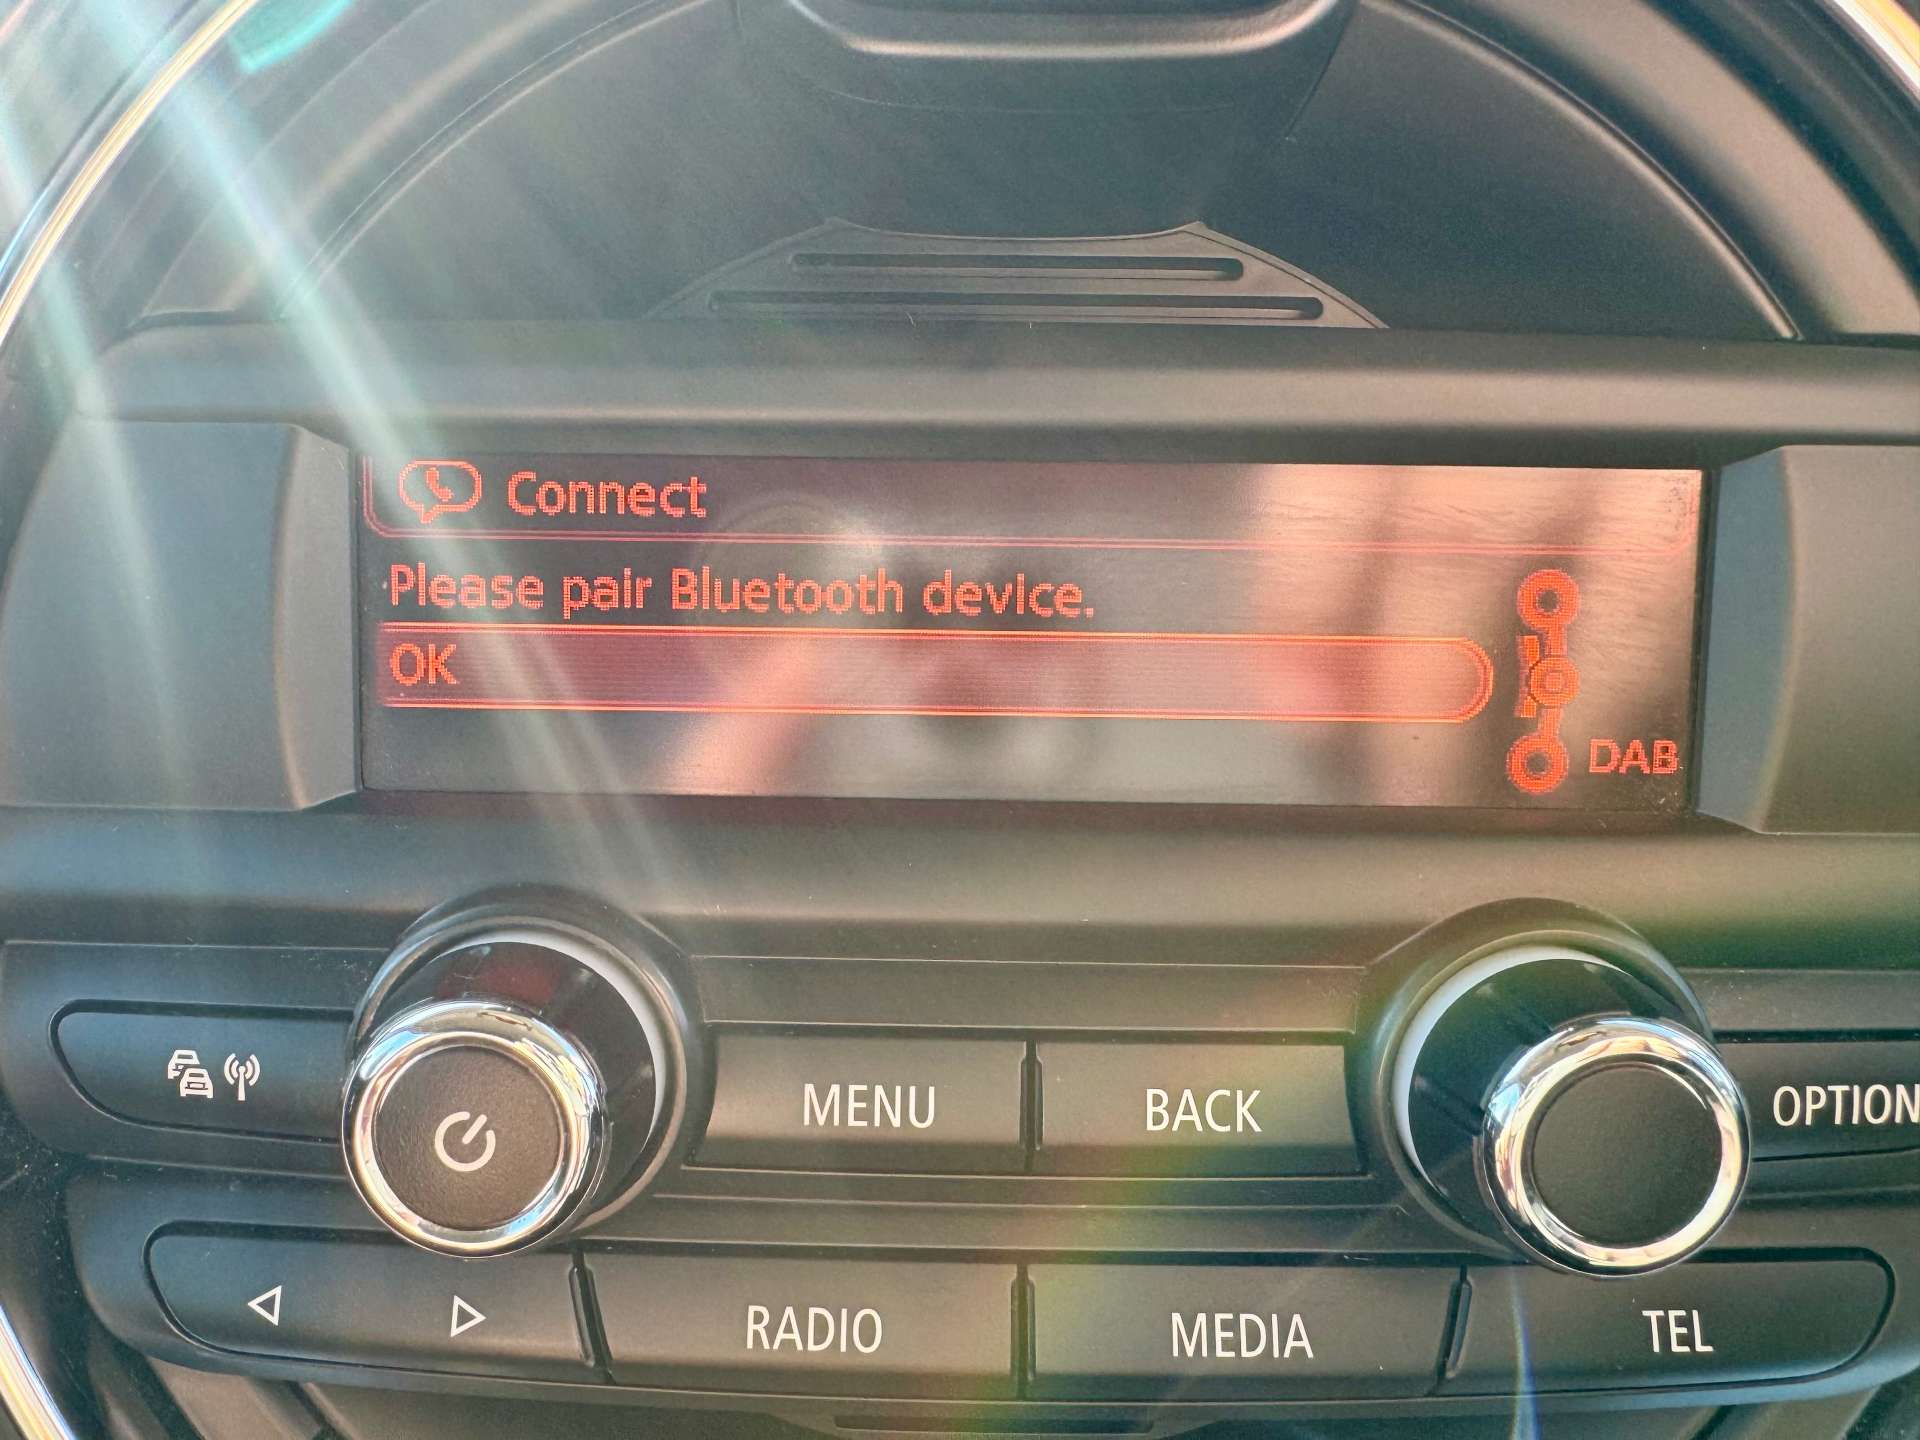 Connect
Please pair Bluetooth device.
OK
DAB
MENU
BACK
OPTION
RADIO
MEDIA
TEL